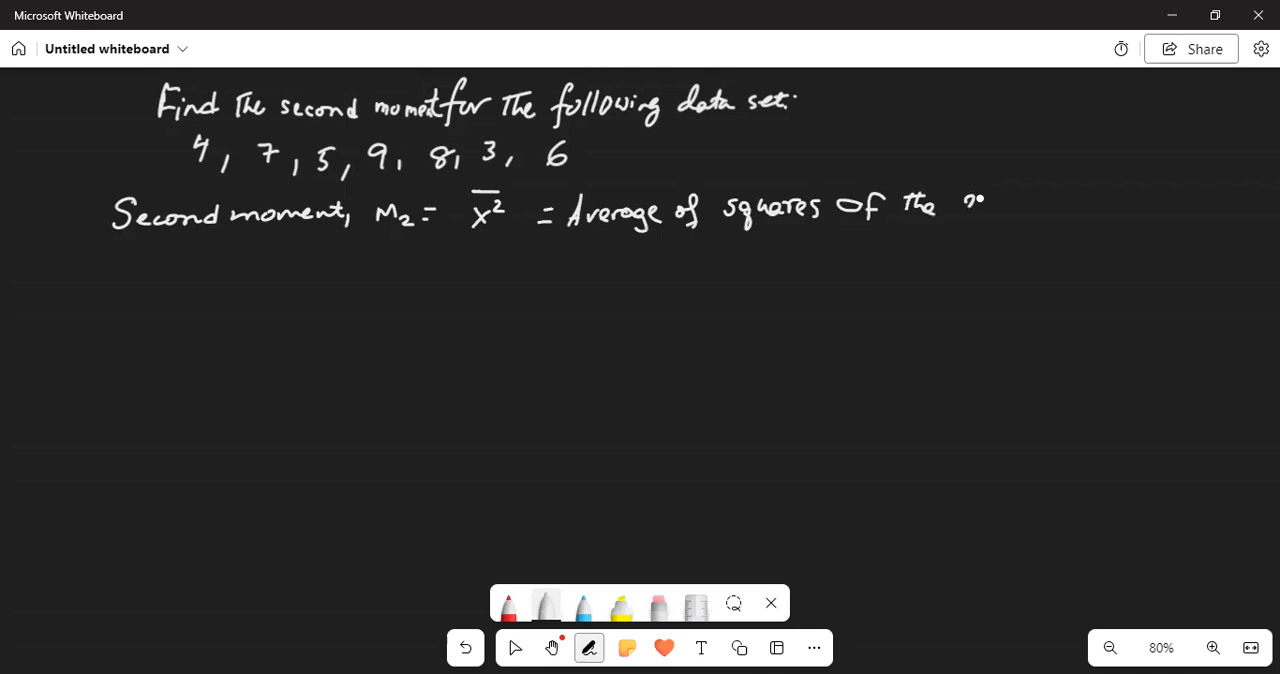 Microsoft Whiteboard
Untitled whiteboard
Share
Find The second moment for The following data set:
4, 7, 5, 9, 8, 3, 6
Second moment, M₂ = x̅² = Average of squares of the
T
80%